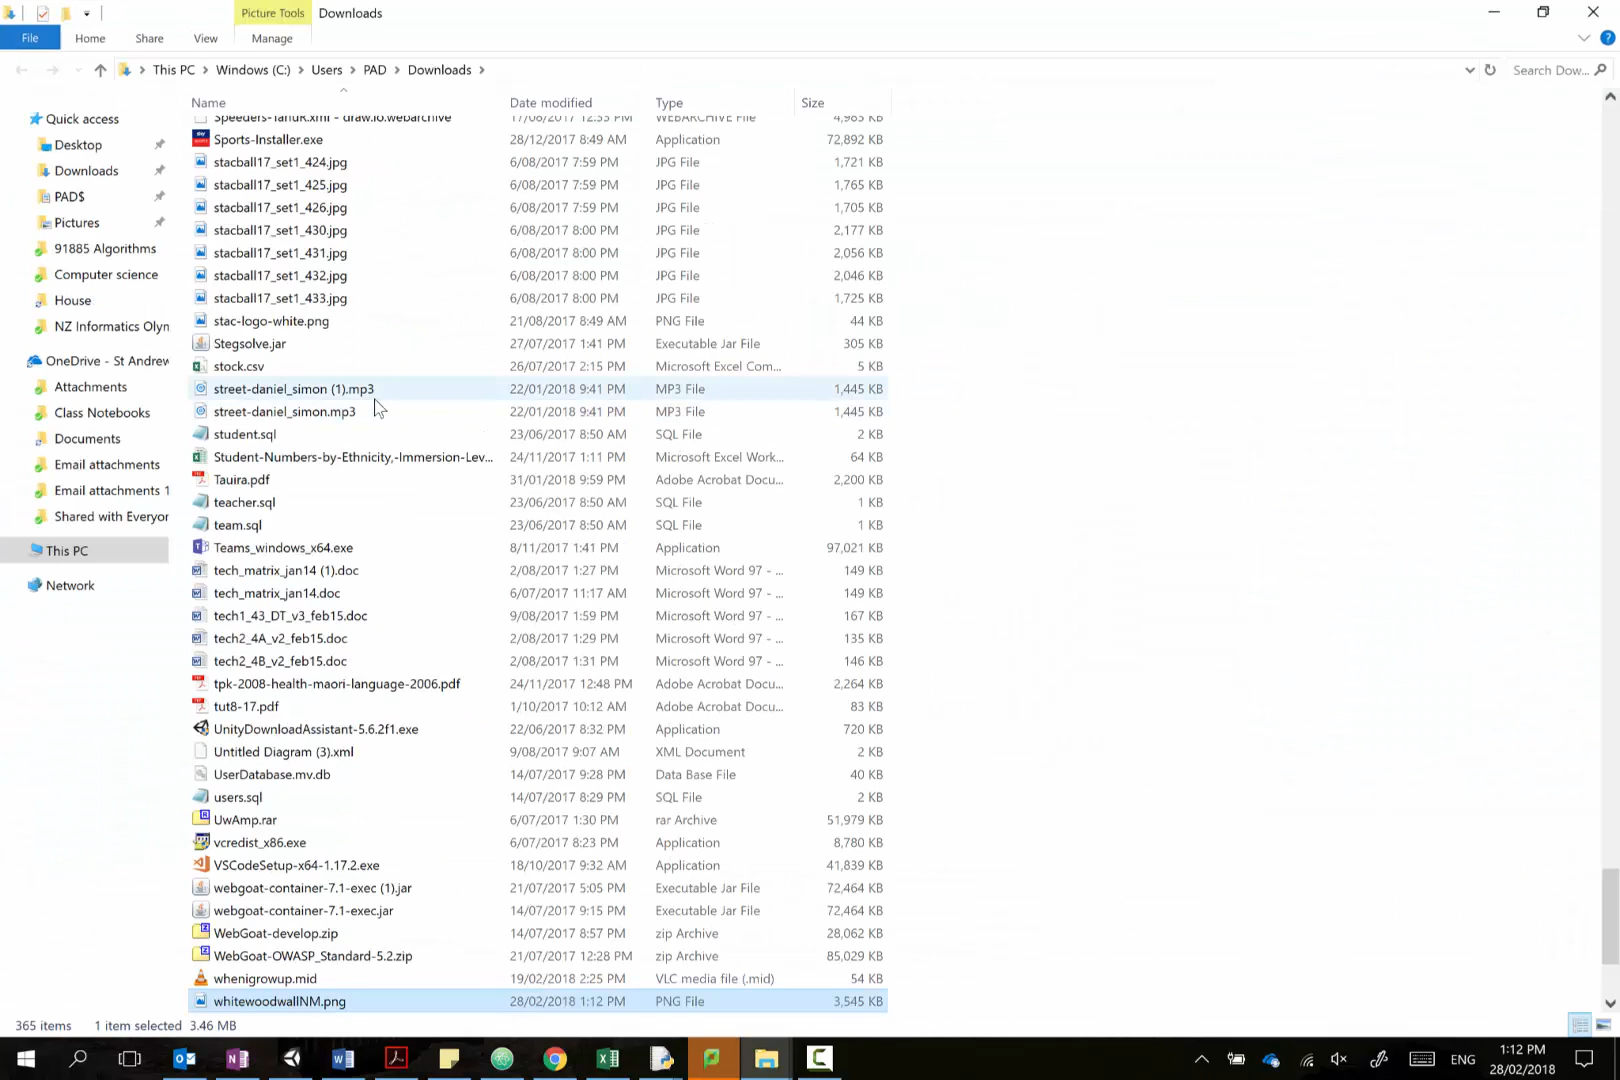 Picture Tools Downloads
File Home Share View Manage
This PC Windows (C:) Users PAD Downloads Search Dow...
Name Date modified Type Size
Quick access
Desktop
Downloads
PAD$
Pictures
91885 Algorithms
Computer science
House
NZ Informatics Olyn
OneDrive - St Andrew
Attachments
Class Notebooks
Documents
Email attachments
Email attachments 1
Shared with Everyor
This PC
Network
Speeders-TanGR.xml - draw.io.webarchive 17/08/2017 12:53 PM WEBARCHIVE File 4,985 KB
Sports-Installer.exe 28/12/2017 8:49 AM Application 72,892 KB
stacball17_set1_424.jpg 6/08/2017 7:59 PM JPG File 1,721 KB
stacball17_set1_425.jpg 6/08/2017 7:59 PM JPG File 1,765 KB
stacball17_set1_426.jpg 6/08/2017 7:59 PM JPG File 1,705 KB
stacball17_set1_430.jpg 6/08/2017 8:00 PM JPG File 2,177 KB
stacball17_set1_431.jpg 6/08/2017 8:00 PM JPG File 2,056 KB
stacball17_set1_432.jpg 6/08/2017 8:00 PM JPG File 2,046 KB
stacball17_set1_433.jpg 6/08/2017 8:00 PM JPG File 1,725 KB
stac-logo-white.png 21/08/2017 8:49 AM PNG File 44 KB
Stegsolve.jar 27/07/2017 1:41 PM Executable Jar File 305 KB
stock.csv 26/07/2017 2:15 PM Microsoft Excel Com... 5 KB
street-daniel_simon (1).mp3 22/01/2018 9:41 PM MP3 File 1,445 KB
street-daniel_simon.mp3 22/01/2018 9:41 PM MP3 File 1,445 KB
student.sql 23/06/2017 8:50 AM SQL File 2 KB
Student-Numbers-by-Ethnicity,-Immersion-Lev... 24/11/2017 1:11 PM Microsoft Excel Work... 64 KB
Tauira.pdf 31/01/2018 9:59 PM Adobe Acrobat Docu... 2,200 KB
teacher.sql 23/06/2017 8:50 AM SQL File 1 KB
team.sql 23/06/2017 8:50 AM SQL File 1 KB
Teams_windows_x64.exe 8/11/2017 1:41 PM Application 97,021 KB
tech_matrix_jan14 (1).doc 2/08/2017 1:27 PM Microsoft Word 97 - ... 149 KB
tech_matrix_jan14.doc 6/07/2017 11:17 AM Microsoft Word 97 - ... 149 KB
tech1_43_DT_v3_feb15.doc 9/08/2017 1:59 PM Microsoft Word 97 - ... 167 KB
tech2_4A_v2_feb15.doc 2/08/2017 1:29 PM Microsoft Word 97 - ... 135 KB
tech2_4B_v2_feb15.doc 2/08/2017 1:31 PM Microsoft Word 97 - ... 146 KB
tpk-2008-health-maori-language-2006.pdf 24/11/2017 12:48 PM Adobe Acrobat Docu... 2,264 KB
tut8-17.pdf 1/10/2017 10:12 AM Adobe Acrobat Docu... 83 KB
UnityDownloadAssistant-5.6.2f1.exe 22/06/2017 8:32 PM Application 720 KB
Untitled Diagram (3).xml 9/08/2017 9:07 AM XML Document 2 KB
UserDatabase.mv.db 14/07/2017 9:28 PM Data Base File 40 KB
users.sql 14/07/2017 8:29 PM SQL File 2 KB
UwAmp.rar 6/07/2017 1:30 PM rar Archive 51,979 KB
vcredist_x86.exe 6/07/2017 8:23 PM Application 8,780 KB
VSCodeSetup-x64-1.17.2.exe 18/10/2017 9:32 AM Application 41,839 KB
webgoat-container-7.1-exec (1).jar 21/07/2017 5:05 PM Executable Jar File 72,464 KB
webgoat-container-7.1-exec.jar 14/07/2017 9:15 PM Executable Jar File 72,464 KB
WebGoat-develop.zip 14/07/2017 8:57 PM zip Archive 28,062 KB
WebGoat-OWASP_Standard-5.2.zip 21/07/2017 12:28 PM zip Archive 85,029 KB
whenigrowup.mid 19/02/2018 2:25 PM VLC media file (.mid) 54 KB
whitewoodwallNM.png 28/02/2018 1:12 PM PNG File 3,545 KB
365 items 1 item selected 3.46 MB
ENG 1:12 PM
28/02/2018